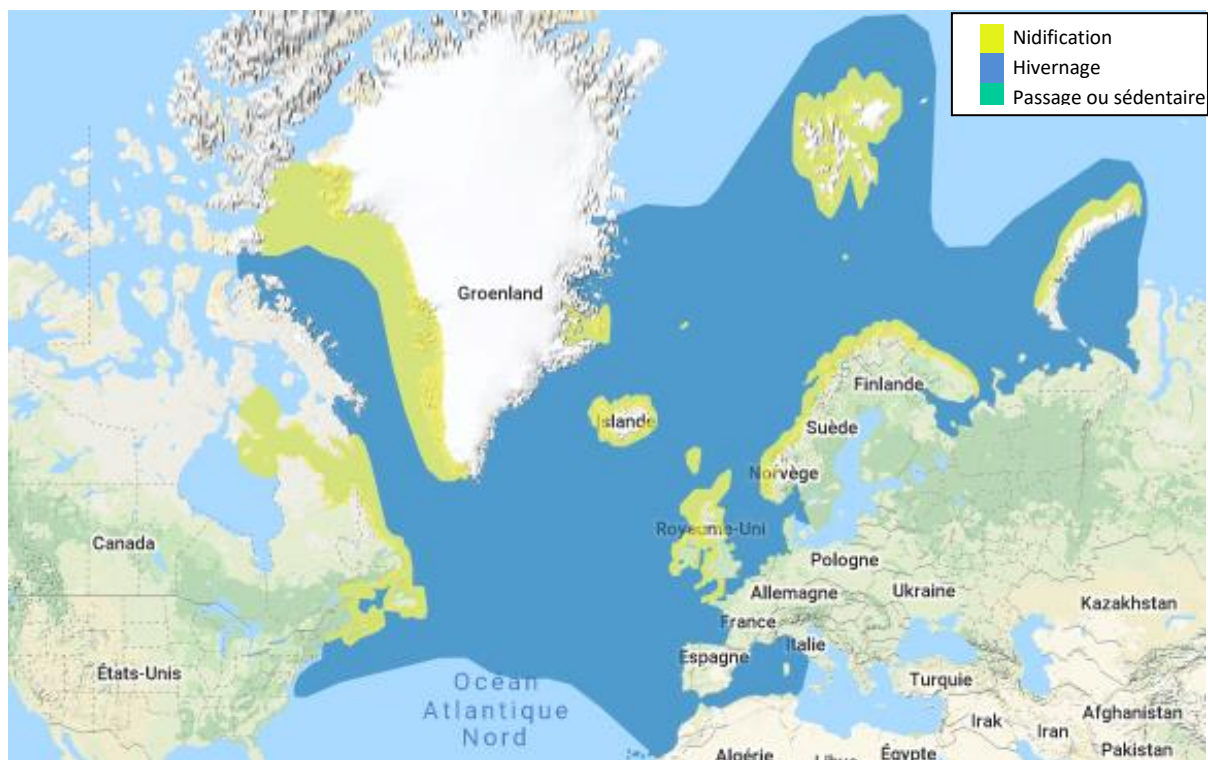 Nidification
Hivernage
Passage ou sédentaire
Groenland
Islande
Finlande
Suède
Norvège
Royaume-Uni
Canada
Pologne
Allemagne
Ukraine
Kazakhstan
France
Italie
Espagne
États-Unis
Océan
Atlantique
Nord
Turquie
Afghanistan
Irak
Iran
Pakistan
Algérie
Libye
Égypte